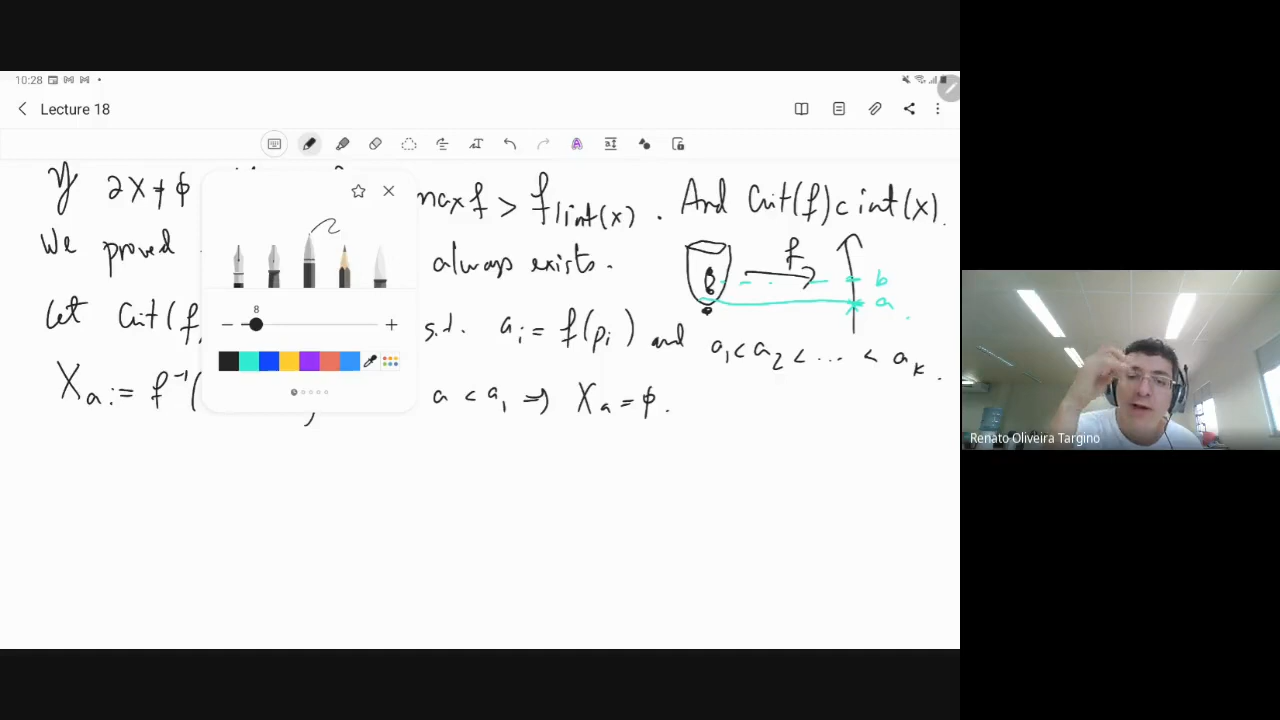 10:28
Lecture 18
If ∂X ≠ ϕ max f > f|int(x) . And Crit(f) ⊂ int(x).
We proved always exists.
f
b
a
Let Crit(f, s.t. a_i := f(p_i) and a_1 < a_2 < ... < a_k.
X_a := f^{-1}( a < a_1 ⇒ X_a = ϕ.
8
Renato Oliveira Targino